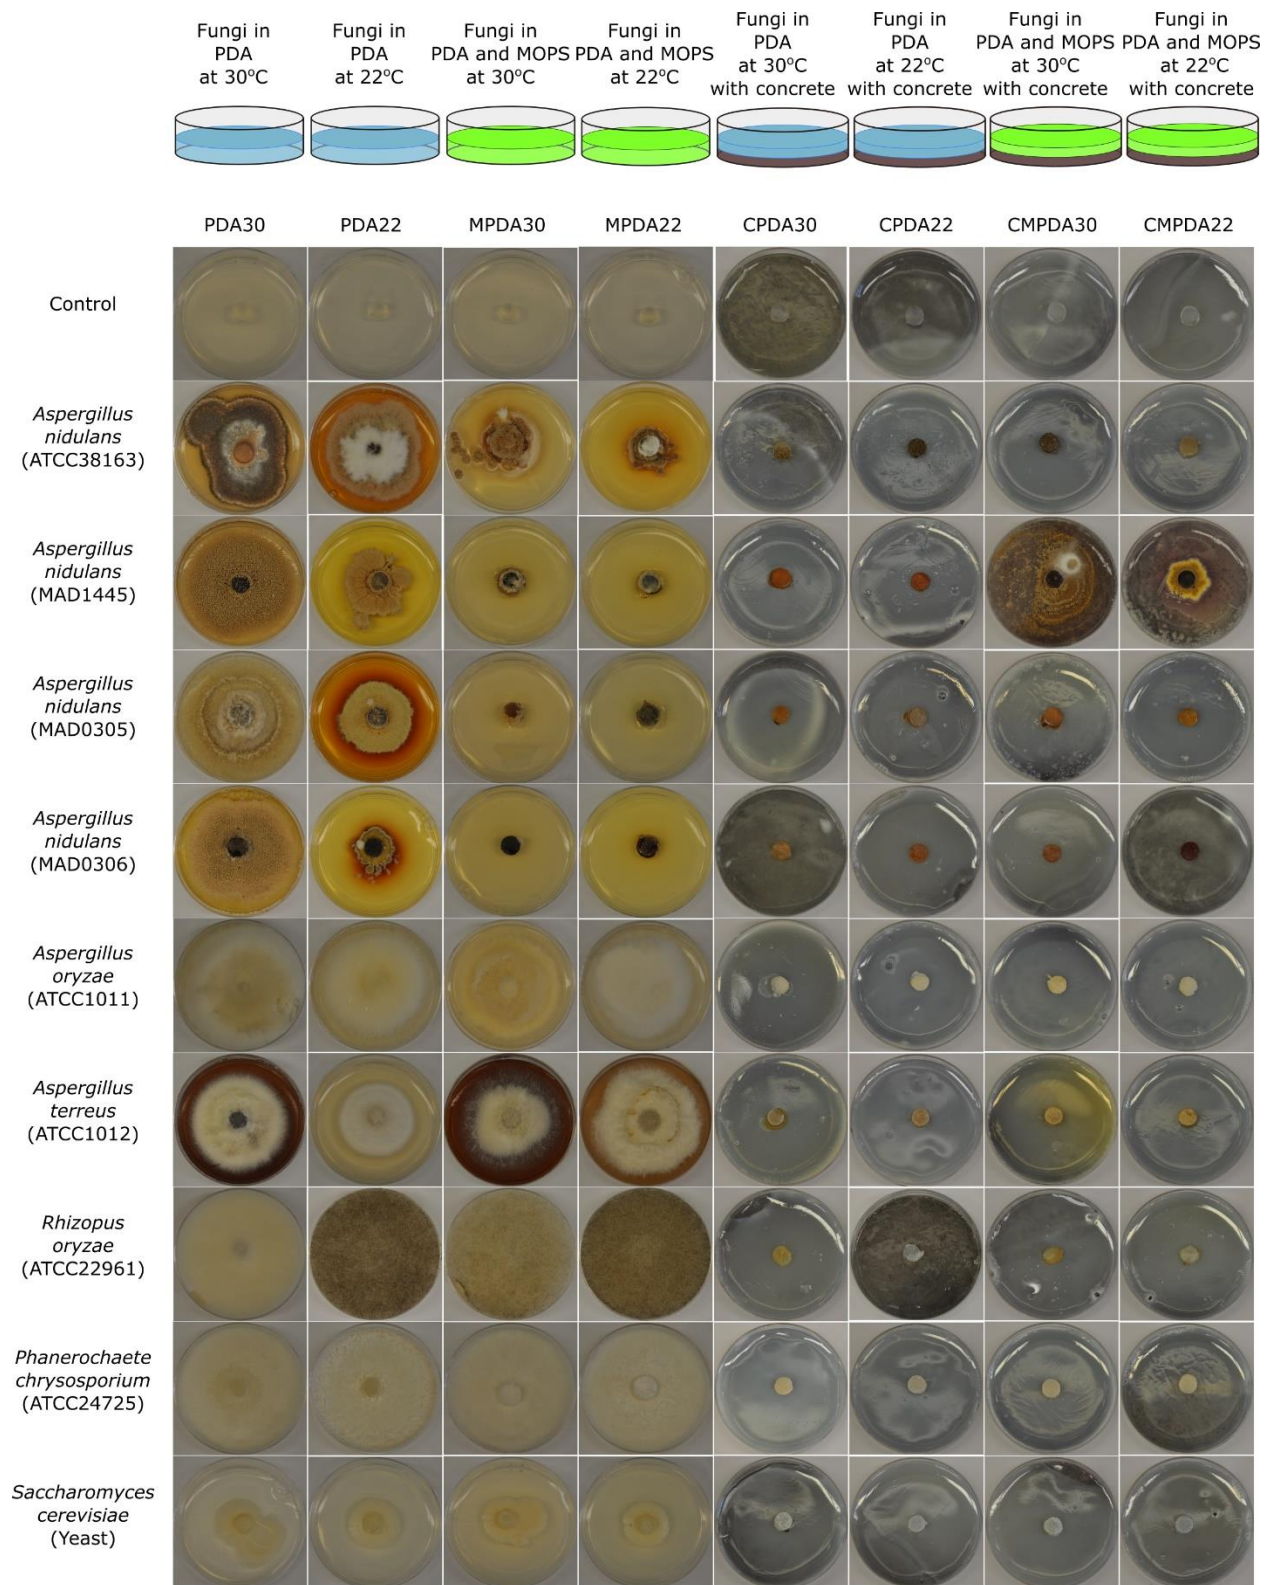 Fungi in
PDA
at 30°C
Fungi in
PDA
at 22°C
Fungi in
PDA and MOPS
at 30°C
Fungi in
PDA and MOPS
at 22°C
Fungi in
PDA
at 30°C
with concrete
Fungi in
PDA
at 22°C
with concrete
Fungi in
PDA and MOPS
at 30°C
with concrete
Fungi in
PDA and MOPS
at 22°C
with concrete
PDA30
PDA22
MPDA30
MPDA22
CPDA30
CPDA22
CMPDA30
CMPDA22
Control
Aspergillus
nidulans
(ATCC38163)
Aspergillus
nidulans
(MAD1445)
Aspergillus
nidulans
(MAD0305)
Aspergillus
nidulans
(MAD0306)
Aspergillus
oryzae
(ATCC1011)
Aspergillus
terreus
(ATCC1012)
Rhizopus
oryzae
(ATCC22961)
Phanerochaete
chrysosporium
(ATCC24725)
Saccharomyces
cerevisiae
(Yeast)